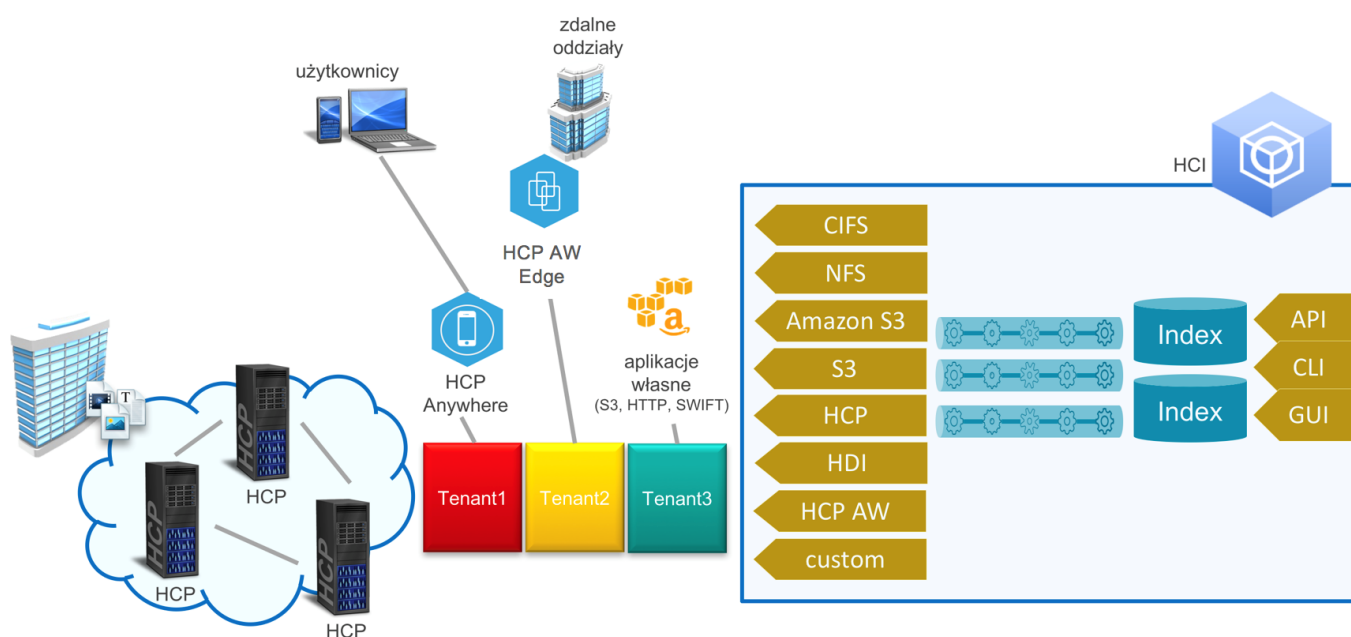 zdalne
oddziały
użytkownicy
HCP AW
Edge
HCP
Anywhere
aplikacje
własne
(S3, HTTP, SWIFT)
a
T
HCP
HCP
HCP
HCP
HCP
HCP
Tenant1
Tenant2
Tenant3
HCI
CIFS
NFS
Amazon S3
S3
HCP
HDI
HCP AW
custom
Index
Index
API
CLI
GUI